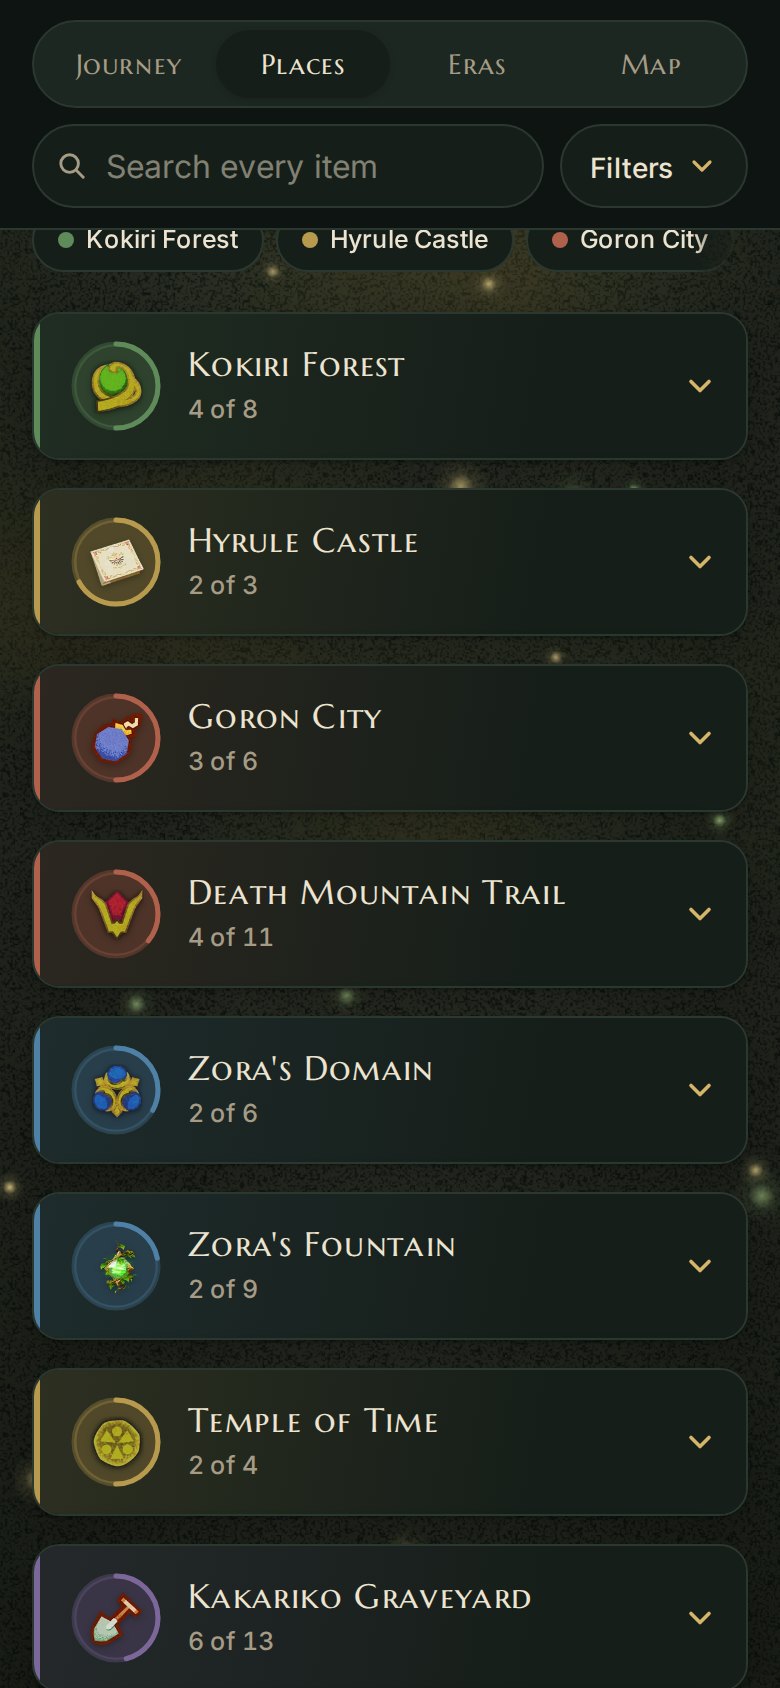 Journey
Places
Eras
Map
Search every item
Filters
Kokiri Forest
Hyrule Castle
Goron City
Kokiri Forest
4 of 8
Hyrule Castle
2 of 3
Goron City
3 of 6
Death Mountain Trail
4 of 11
Zora's Domain
2 of 6
Zora's Fountain
2 of 9
Temple of Time
2 of 4
Kakariko Graveyard
6 of 13